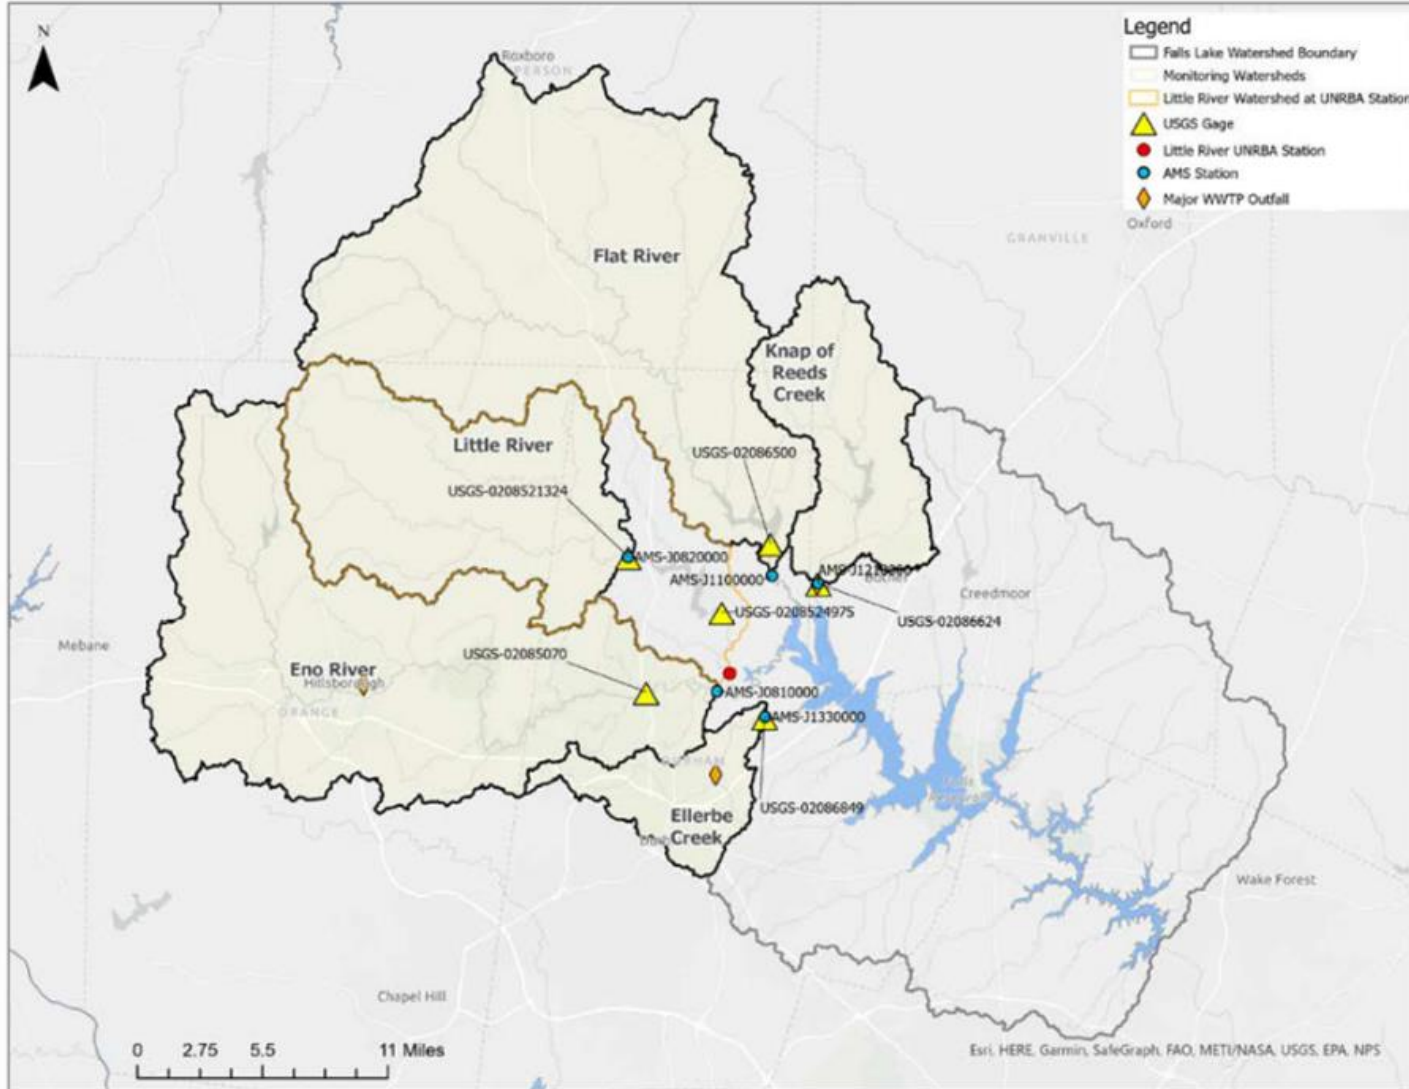 N
Roxboro
PERSON
Legend
Falls Lake Watershed Boundary
Monitoring Watersheds
Little River Watershed at UNRBA Station
USGS Gage
Little River UNRBA Station
AMS Station
Major WWTP Outfall
Oxford
GRANVILLE
Flat River
Knap of
Reeds
Creek
Little River
USGS-02086500
USGS-0208521324
AMS-J0820000
AMS-J1100000
Creedmoor
USGS-0208524975
USGS-02086624
Mebane
USGS-02085070
Eno River
Hillsborough
ORANGE
AMS-J0810000
AMS-J1330000
DURHAM
USGS-02086849
Ellerbe
Creek
Wake Forest
Chapel Hill
0 2.75 5.5 11 Miles
Esri, HERE, Garmin, SafeGraph, FAO, METI/NASA, USGS, EPA, NPS